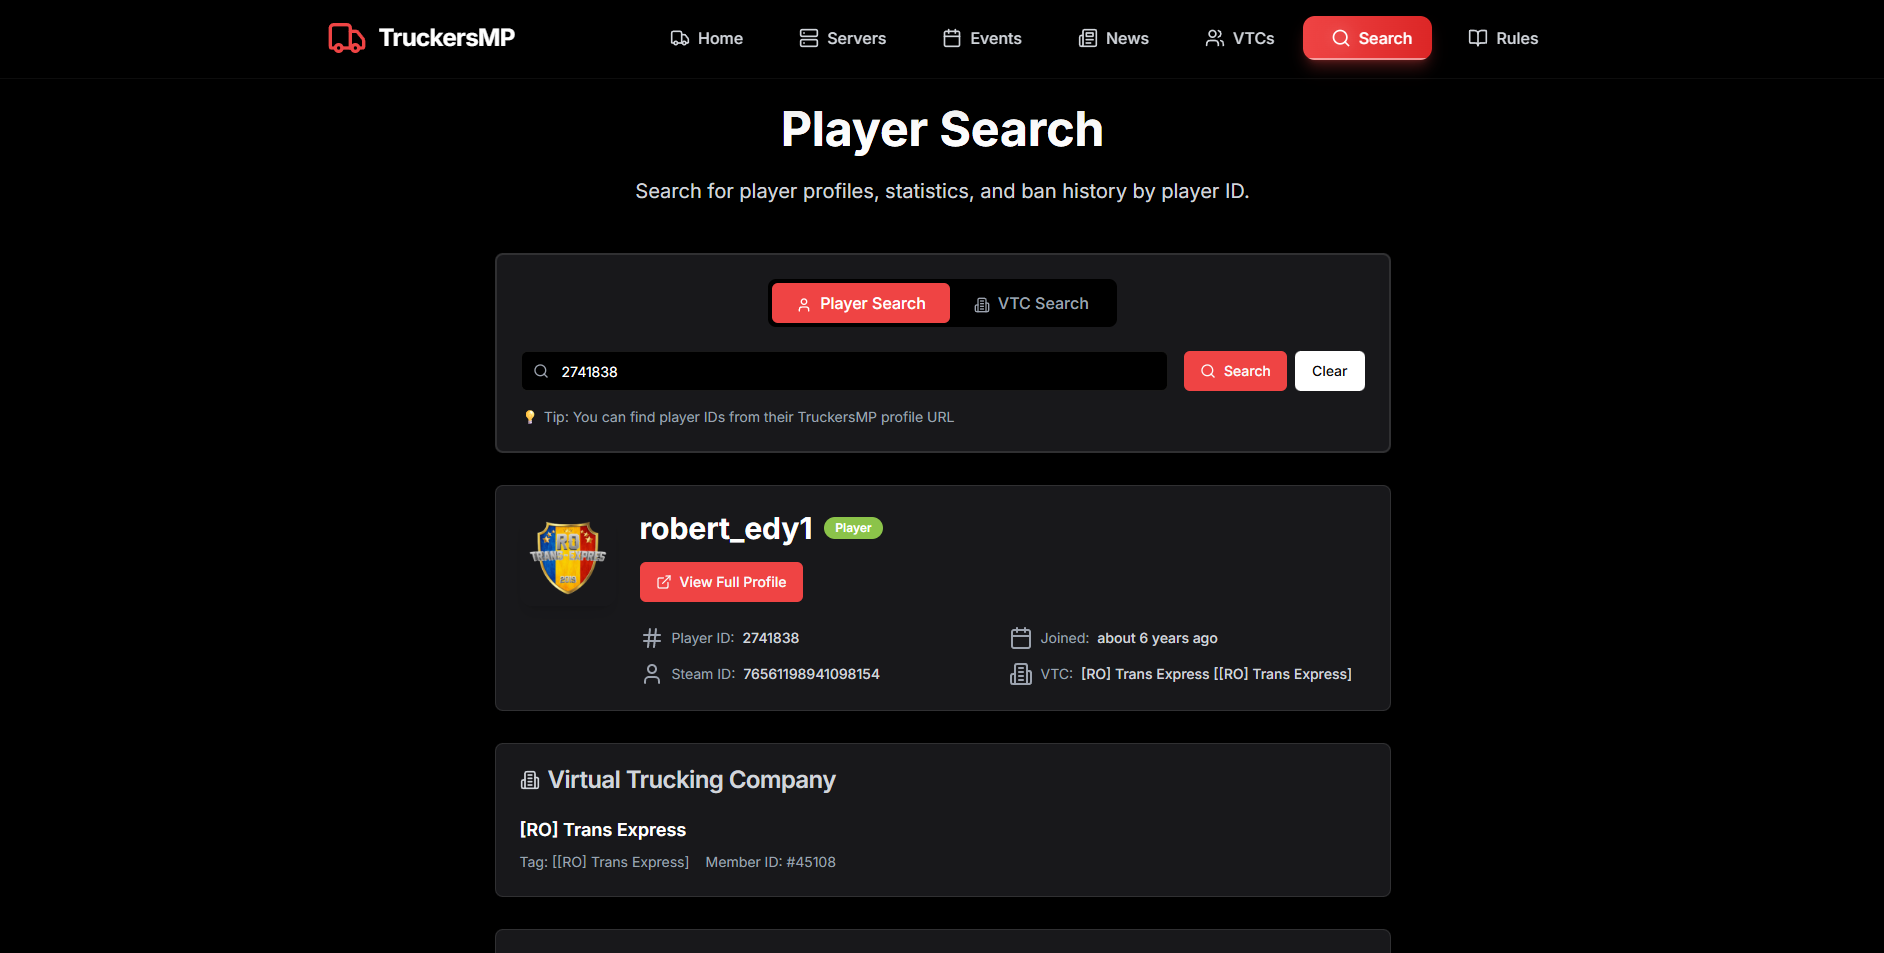 TruckersMP
Home
Servers
Events
News
VTCs
Search
Rules
Player Search
Search for player profiles, statistics, and ban history by player ID.
Player Search
VTC Search
2741838
Search
Clear
Tip: You can find player IDs from their TruckersMP profile URL
RO
TRANS EXPRES
robert_edy1
Player
View Full Profile
Player ID: 2741838
Joined: about 6 years ago
Steam ID: 76561198941098154
VTC: [RO] Trans Express [[RO] Trans Express]
Virtual Trucking Company
[RO] Trans Express
Tag: [[RO] Trans Express]
Member ID: #45108